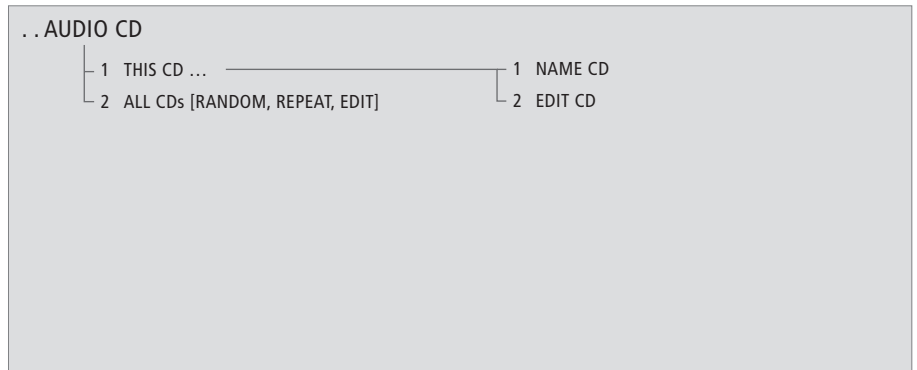 . . AUDIO CD
1 THIS CD ... 1 NAME CD
2 ALL CDs [RANDOM, REPEAT, EDIT] 2 EDIT CD